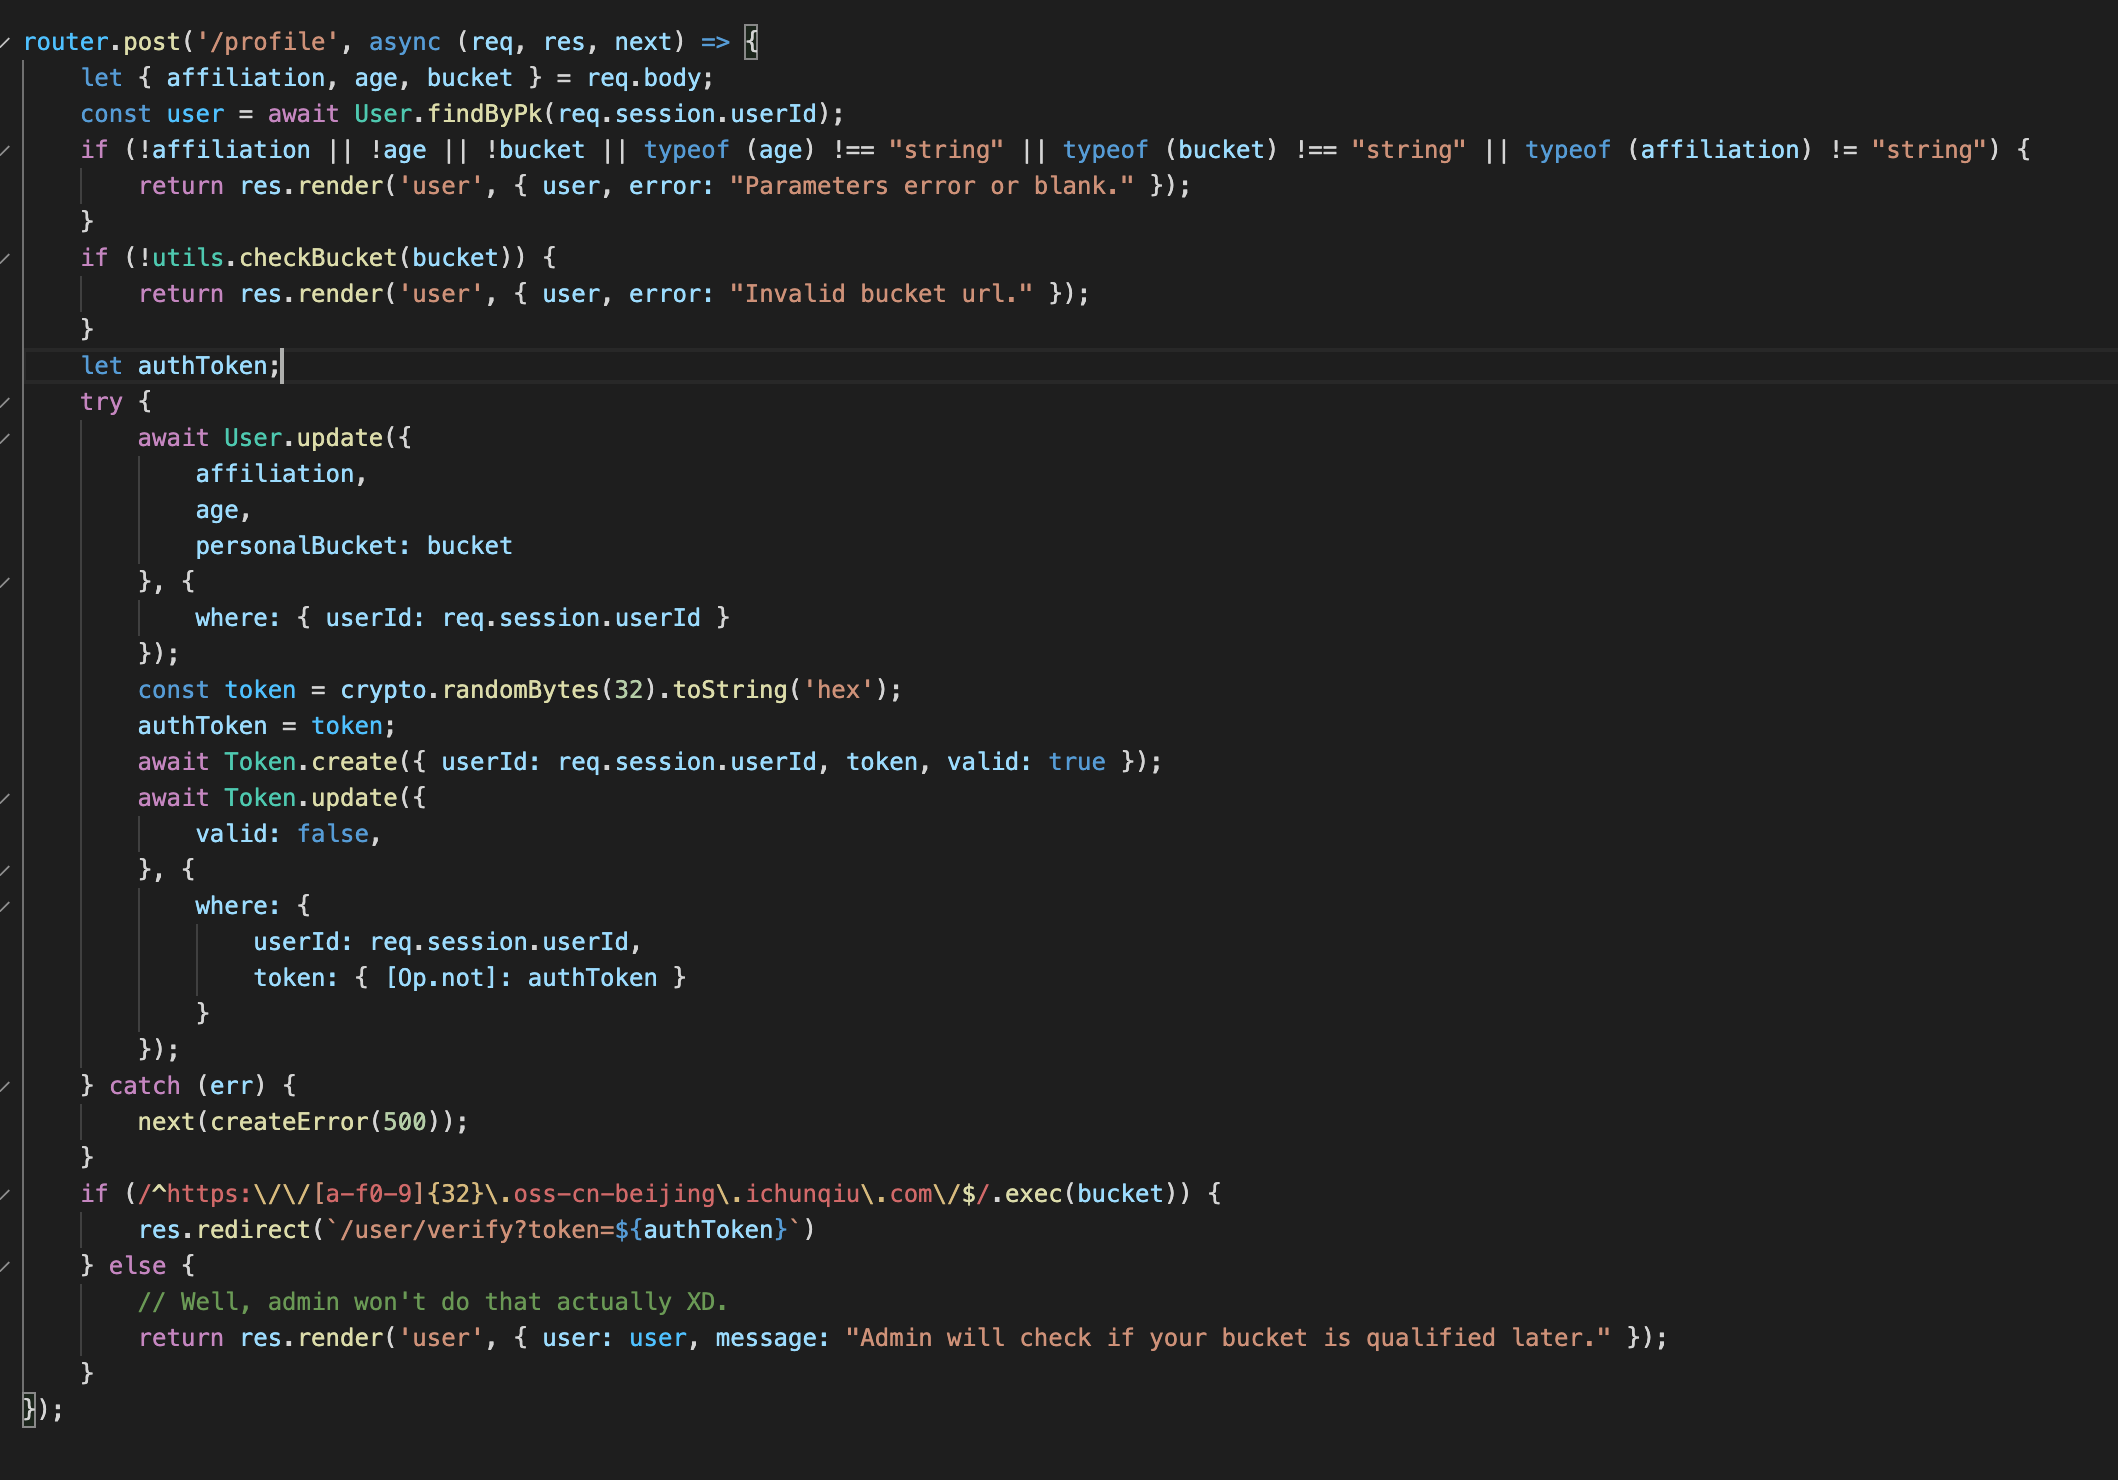 router.post('/profile', async (req, res, next) => {
    let { affiliation, age, bucket } = req.body;
    const user = await User.findByPk(req.session.userId);
    if (!affiliation || !age || !bucket || typeof (age) !== "string" || typeof (bucket) !== "string" || typeof (affiliation) != "string") {
        return res.render('user', { user, error: "Parameters error or blank." });
    }
    if (!utils.checkBucket(bucket)) {
        return res.render('user', { user, error: "Invalid bucket url." });
    }
    let authToken;
    try {
        await User.update({
            affiliation,
            age,
            personalBucket: bucket
        }, {
            where: { userId: req.session.userId }
        });
        const token = crypto.randomBytes(32).toString('hex');
        authToken = token;
        await Token.create({ userId: req.session.userId, token, valid: true });
        await Token.update({
            valid: false,
        }, {
            where: {
                userId: req.session.userId,
                token: { [Op.not]: authToken }
            }
        });
    } catch (err) {
        next(createError(500));
    }
    if (/^https:\/\/[a-f0-9]{32}\.oss-cn-beijing\.ichunqiu\.com\/$/.exec(bucket)) {
        res.redirect(`/user/verify?token=${authToken}`)
    } else {
        // Well, admin won't do that actually XD.
        return res.render('user', { user: user, message: "Admin will check if your bucket is qualified later." });
    }
});